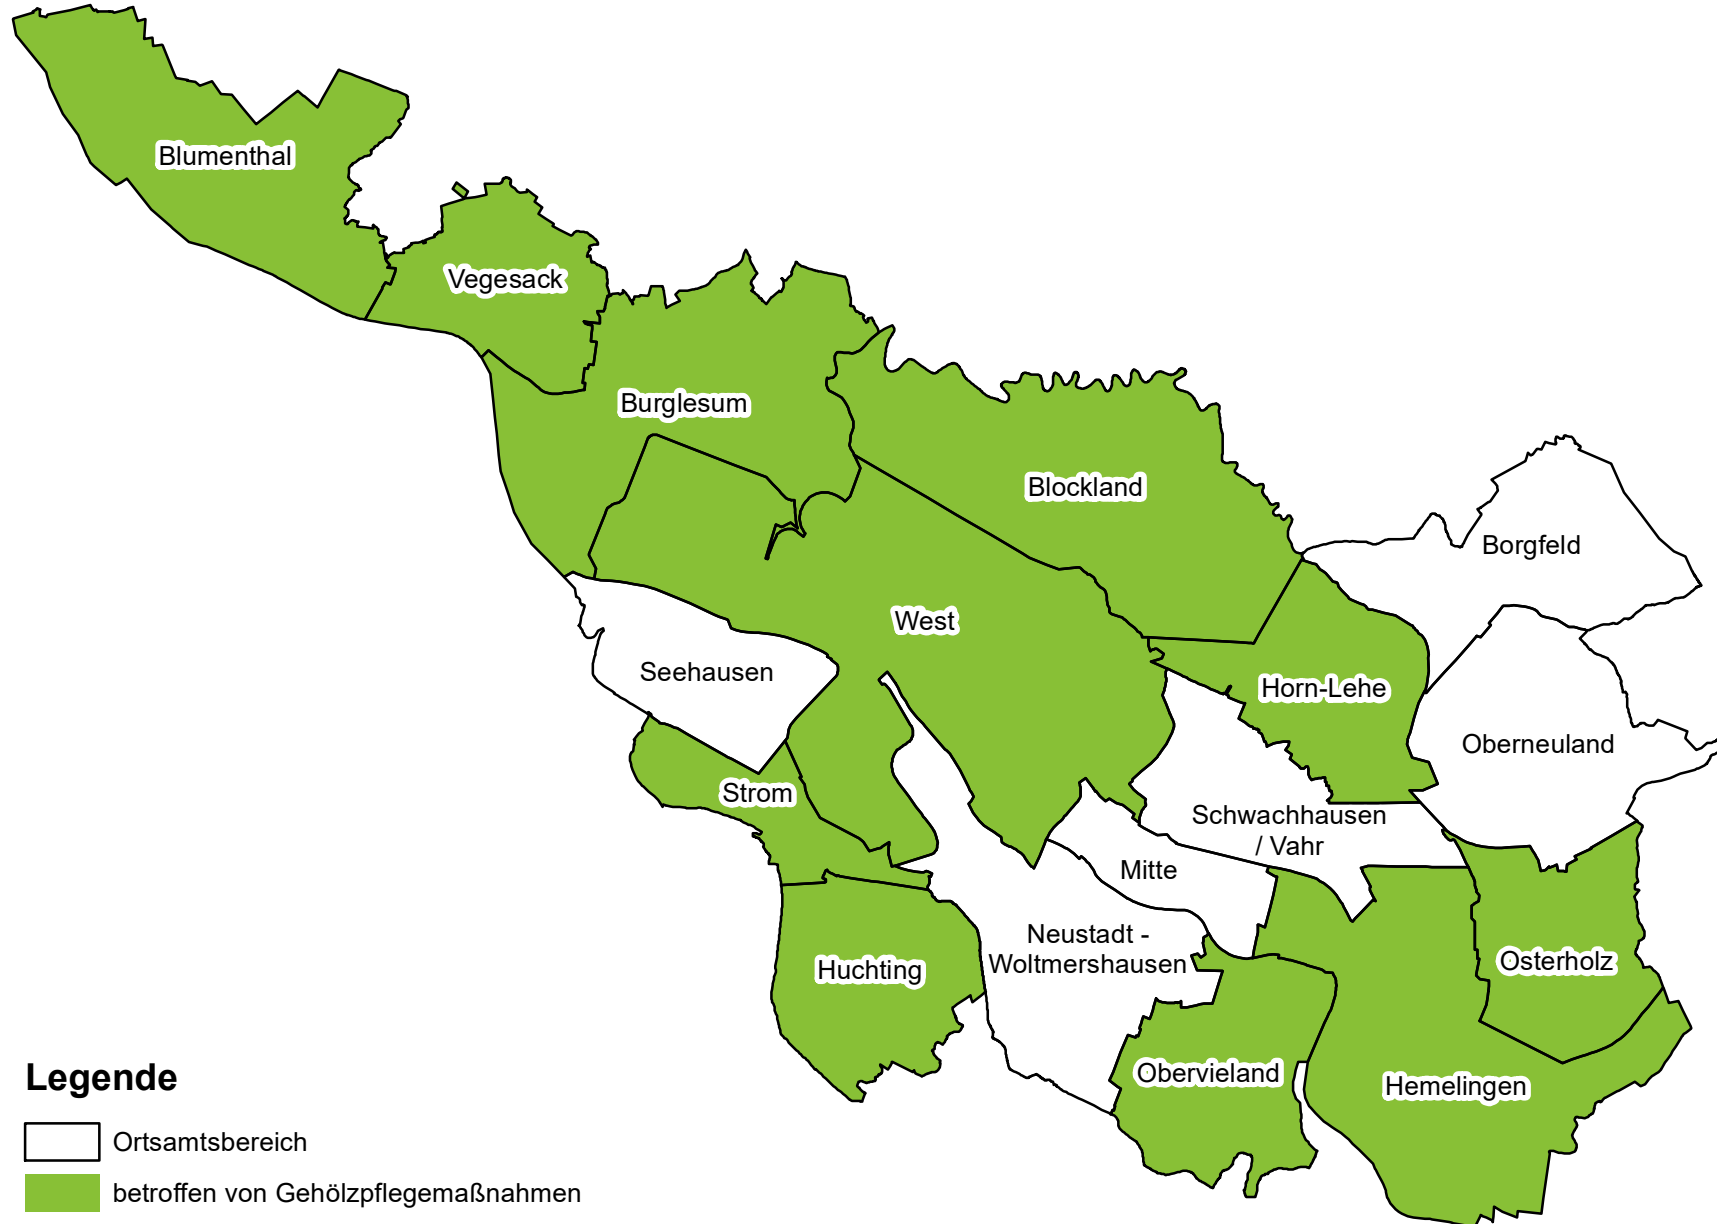 Blumenthal
Vegesack
Burglesum
Blockland
Borgfeld
West
Seehausen
Horn-Lehe
Oberneuland
Strom
Schwachhausen
/ Vahr
Mitte
Neustadt -
Woltmershausen
Huchting
Osterholz
Obervieland
Hemelingen
Legende
Ortsamtsbereich
betroffen von Gehölzpflegemaßnahmen